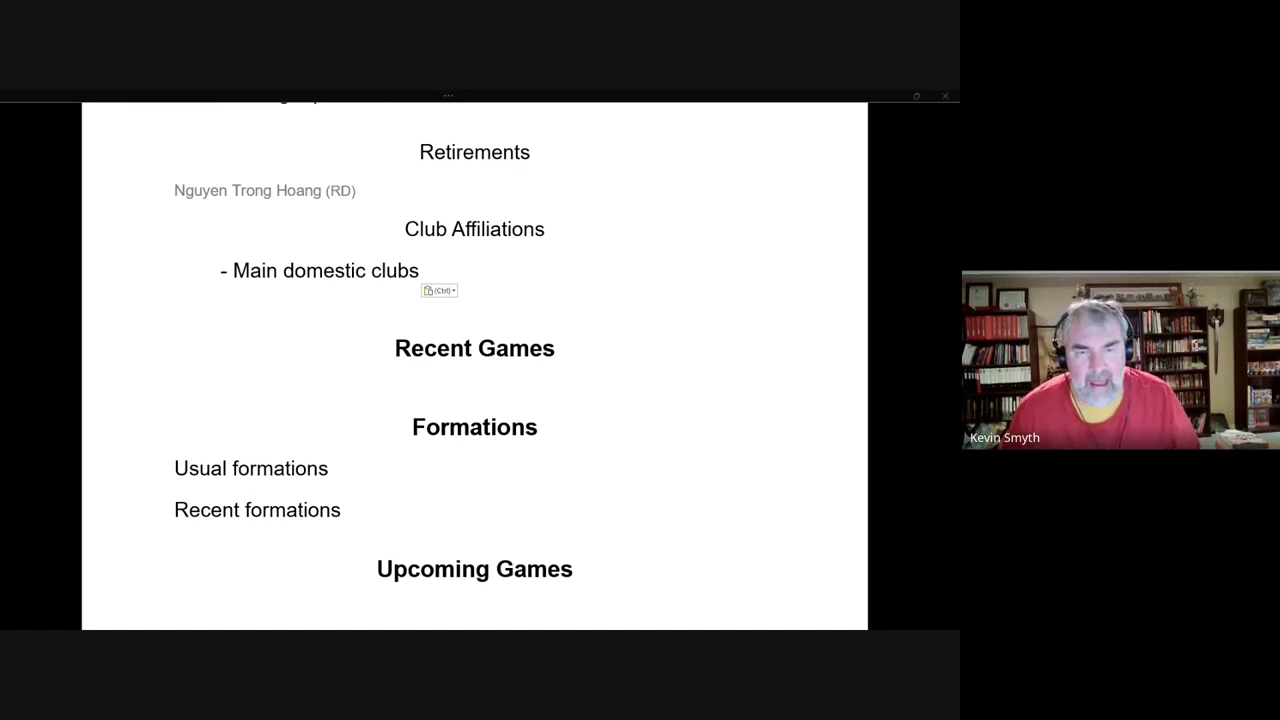 Retirements
Nguyen Trong Hoang (RD)
Club Affiliations
- Main domestic clubs
(Ctrl)
Recent Games
Formations
Usual formations
Recent formations
Upcoming Games
Kevin Smyth